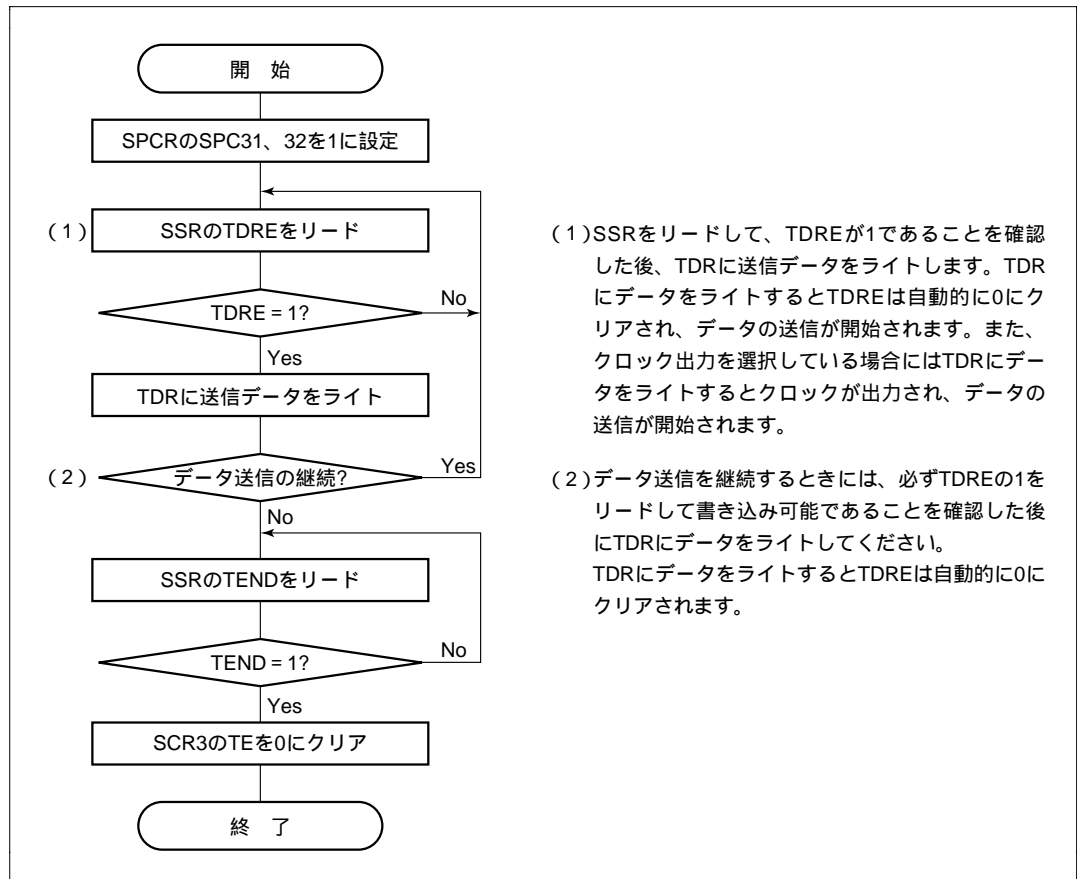 開 始
SPCRのSPC31、32を1に設定
(1)
SSRのTDREをリード
TDRE = 1?
No
Yes
TDRに送信データをライト
(2)
データ送信の継続?
Yes
No
SSRのTENDをリード
TEND = 1?
No
Yes
SCR3のTEを0にクリア
終 了
(1)SSRをリードして、TDREが1であることを確認
した後、TDRに送信データをライトします。TDR
にデータをライトするとTDREは自動的に0にク
リアされ、データの送信が開始されます。また、
クロック出力を選択している場合にはTDRにデー
タをライトするとクロックが出力され、データの
送信が開始されます。
(2)データ送信を継続するときには、必ずTDREの1を
リードして書き込み可能であることを確認した後
にTDRにデータをライトしてください。
TDRにデータをライトするとTDREは自動的に0に
クリアされます。